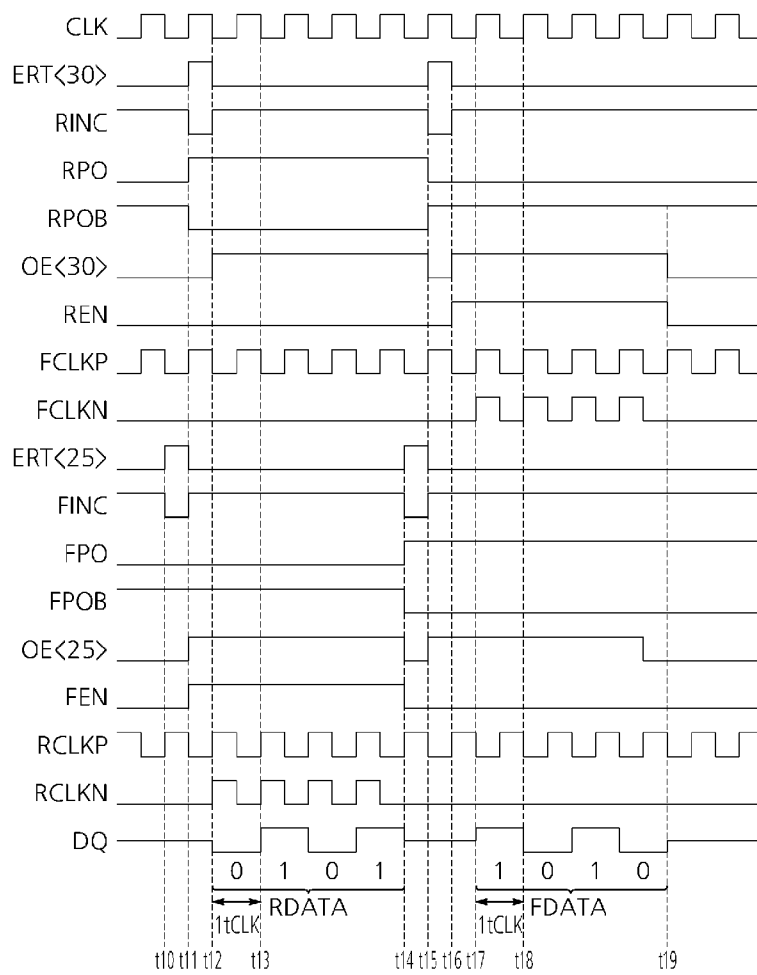 CLK
ERT<30>
RINC
RPO
RPOB
OE<30>
REN
FCLKP
FCLKN
ERT<25>
FINC
FPO
FPOB
OE<25>
FEN
RCLKP
RCLKN
DQ
0 1 0 1 1 0 1 0
RDATA FDATA
1tCLK 1tCLK
t10 t11 t12 t13 t14 t15 t16 t17 t18 t19